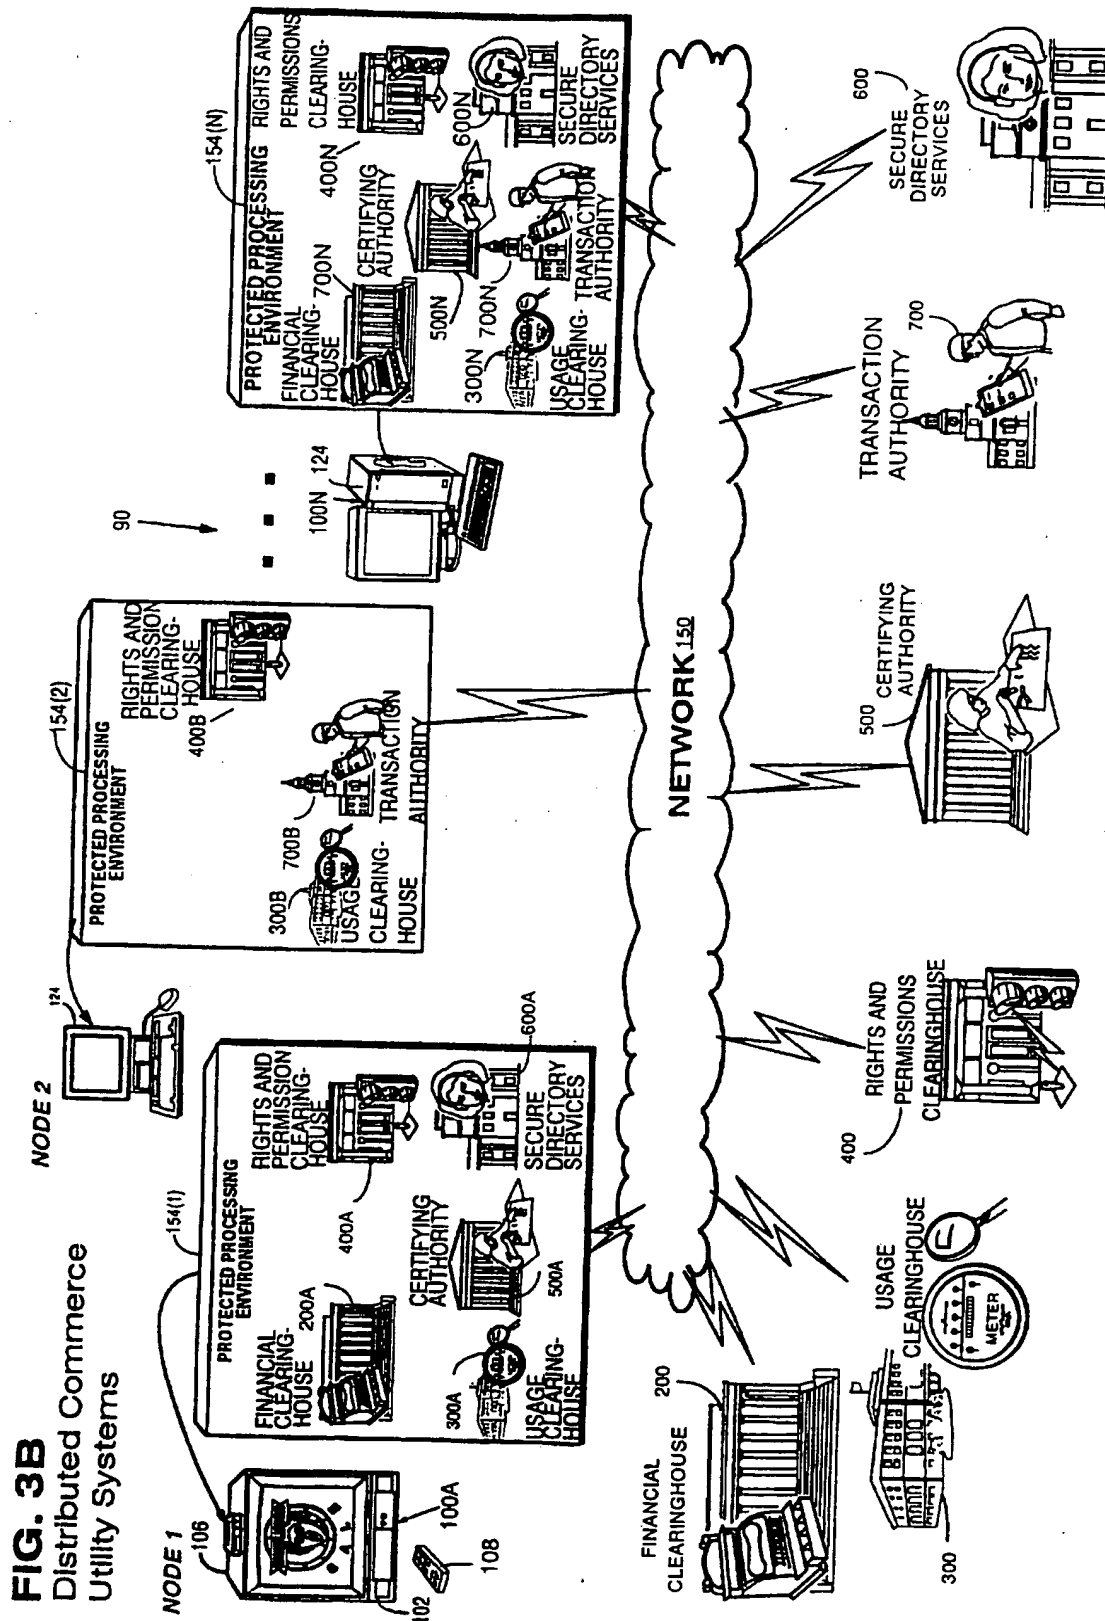 FIG. 3B
Distributed Commerce
Utility Systems
NODE 1
106
102
100A
108
154(1)
PROTECTED PROCESSING
ENVIRONMENT
FINANCIAL
CLEARING-
HOUSE
200A
RIGHTS AND
PERMISSION
CLEARING-
HOUSE
400A
CERTIFYING
AUTHORITY
500A
300A
USAGE
CLEARING-
HOUSE
600A
SECURE
DIRECTORY
SERVICES
NODE 2
124
154(2)
PROTECTED PROCESSING
ENVIRONMENT
RIGHTS AND
PERMISSION
CLEARING-
HOUSE
400B
300B
USAGE
CLEARING-
HOUSE
700B
TRANSACTION
AUTHORITY
90
100N
124
154(N)
PROTECTED PROCESSING
ENVIRONMENT
FINANCIAL
CLEARING-
HOUSE
700N
RIGHTS AND
PERMISSIONS
CLEARING-
HOUSE
400N
CERTIFYING
AUTHORITY
500N
600N
SECURE
DIRECTORY
SERVICES
300N
USAGE
CLEARING-
HOUSE
700N
TRANSACTION
AUTHORITY
NETWORK 150
FINANCIAL
CLEARINGHOUSE
200
300
USAGE
CLEARINGHOUSE
METER
RIGHTS AND
PERMISSIONS
CLEARINGHOUSE
400
500
CERTIFYING
AUTHORITY
TRANSACTION
AUTHORITY
700
SECURE
DIRECTORY
SERVICES
600